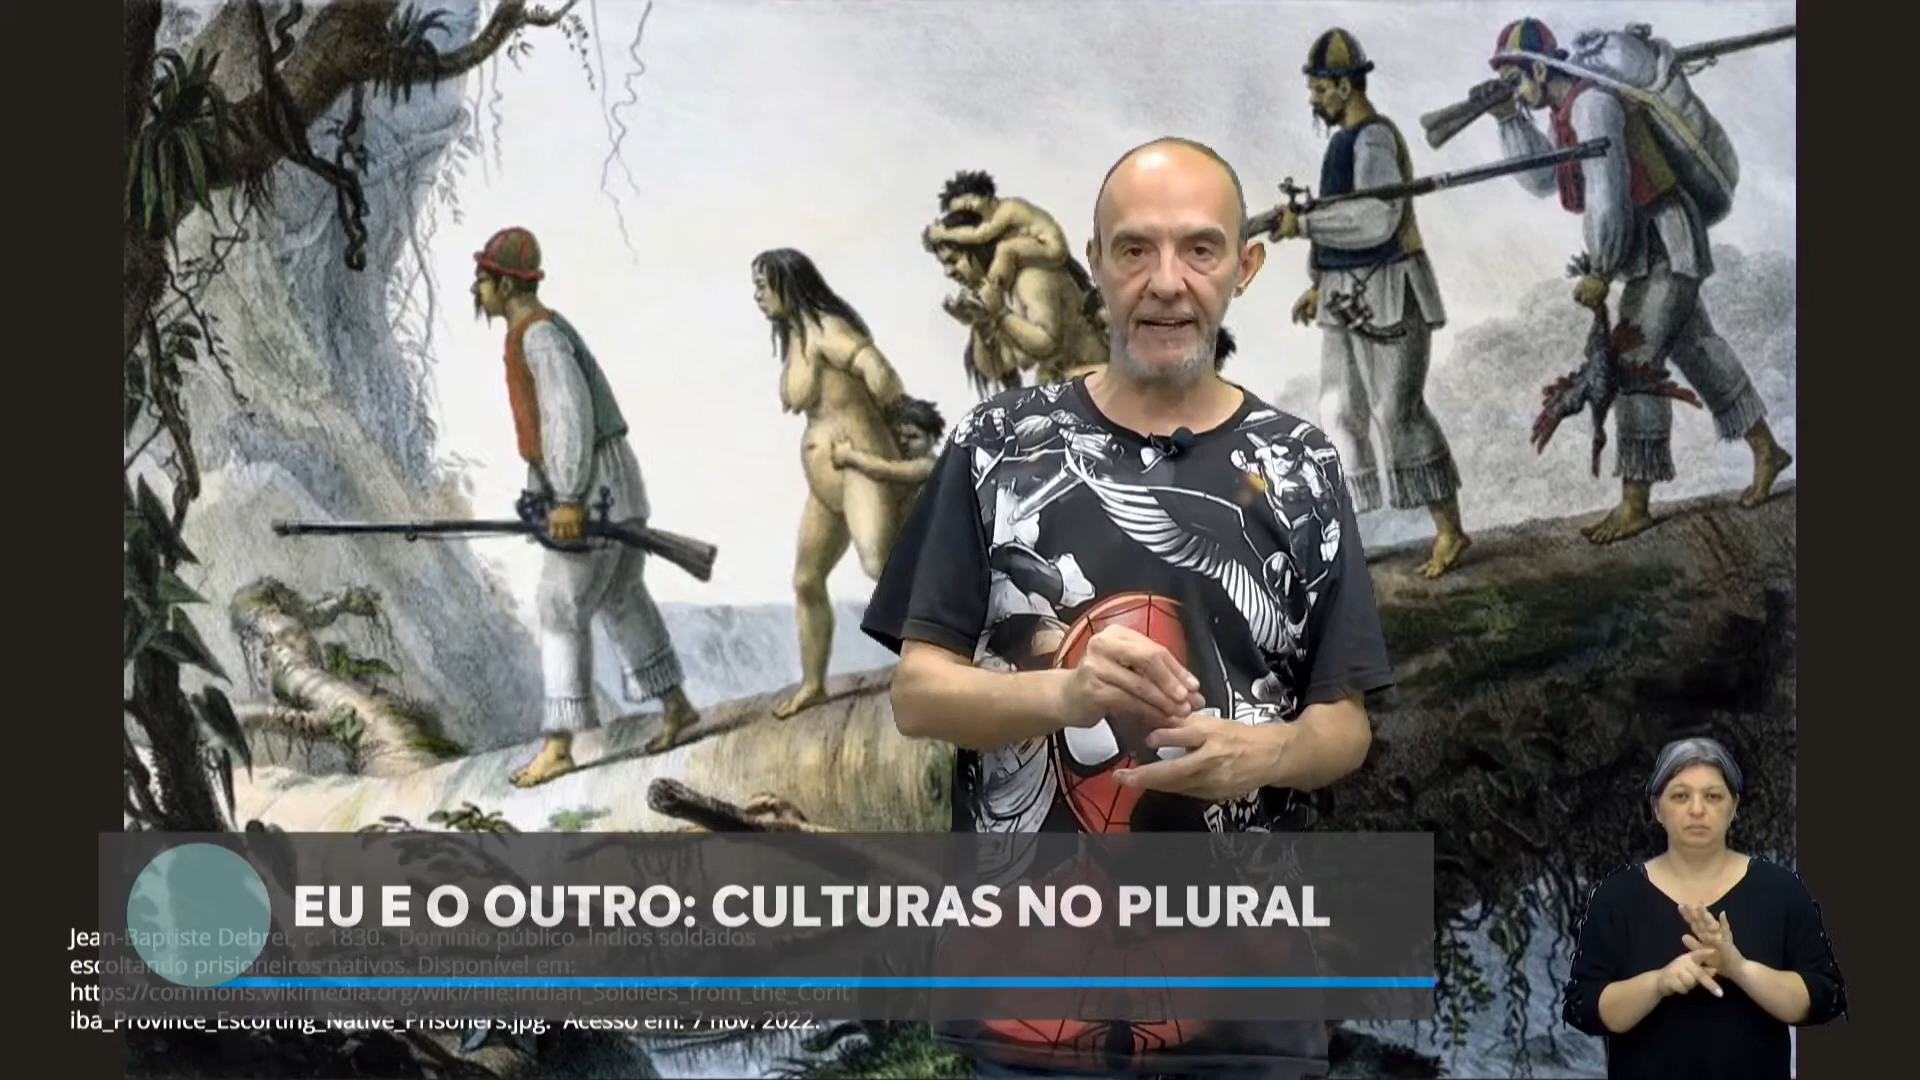 EU E O OUTRO: CULTURAS NO PLURAL
Jean-Baptiste Debret, c. 1830. Domínio público. Índios soldados
escoltando prisioneiros nativos. Disponível em:
https://commons.wikimedia.org/wiki/File:Indian_Soldiers_from_the_Corit
iba_Province_Escorting_Native_Prisoners.jpg. Acesso em: 7 nov. 2022.